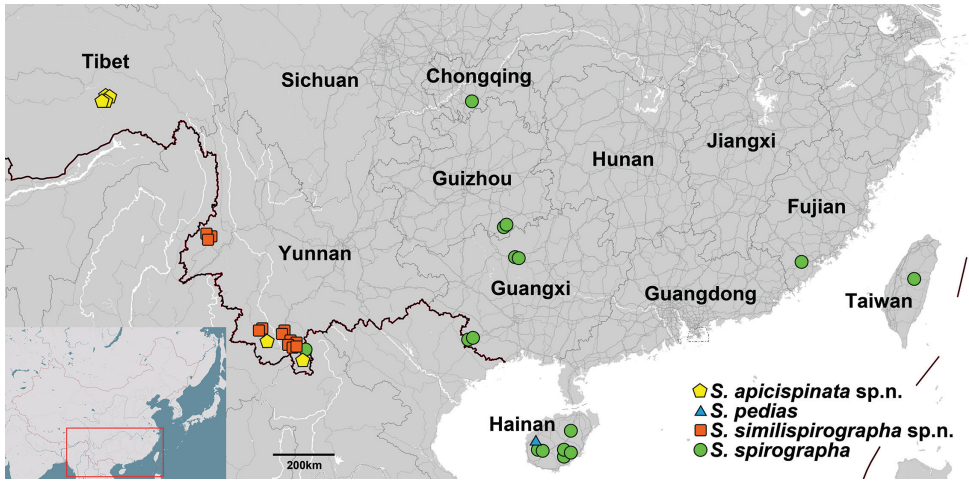 Tibet
Sichuan
Chongqing
Jiangxi
Hunan
Guizhou
Fujian
Yunnan
Guangxi
Guangdong
Taiwan
Hainan
200km
S. apicispinata sp.n.
S. pedias
S. similispirographa sp.n.
S. spirographa